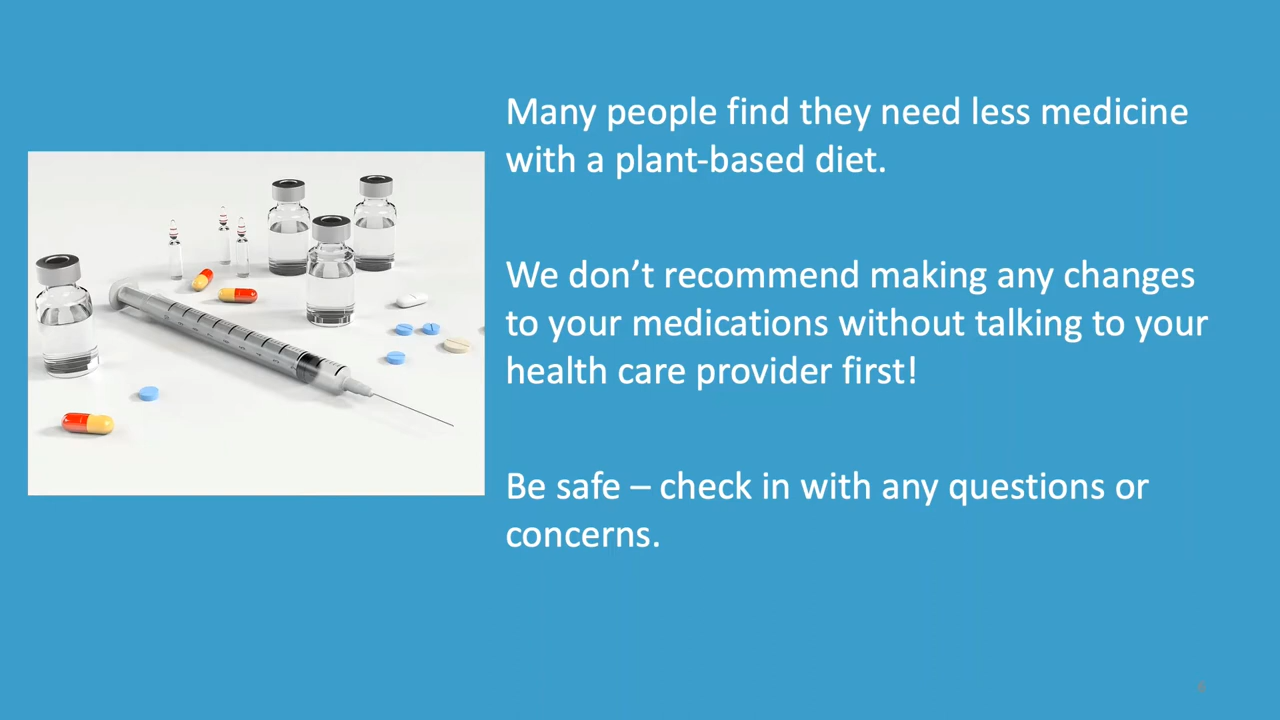 Many people find they need less medicine
with a plant-based diet.
We don’t recommend making any changes
to your medications without talking to your
health care provider first!
Be safe – check in with any questions or
concerns.